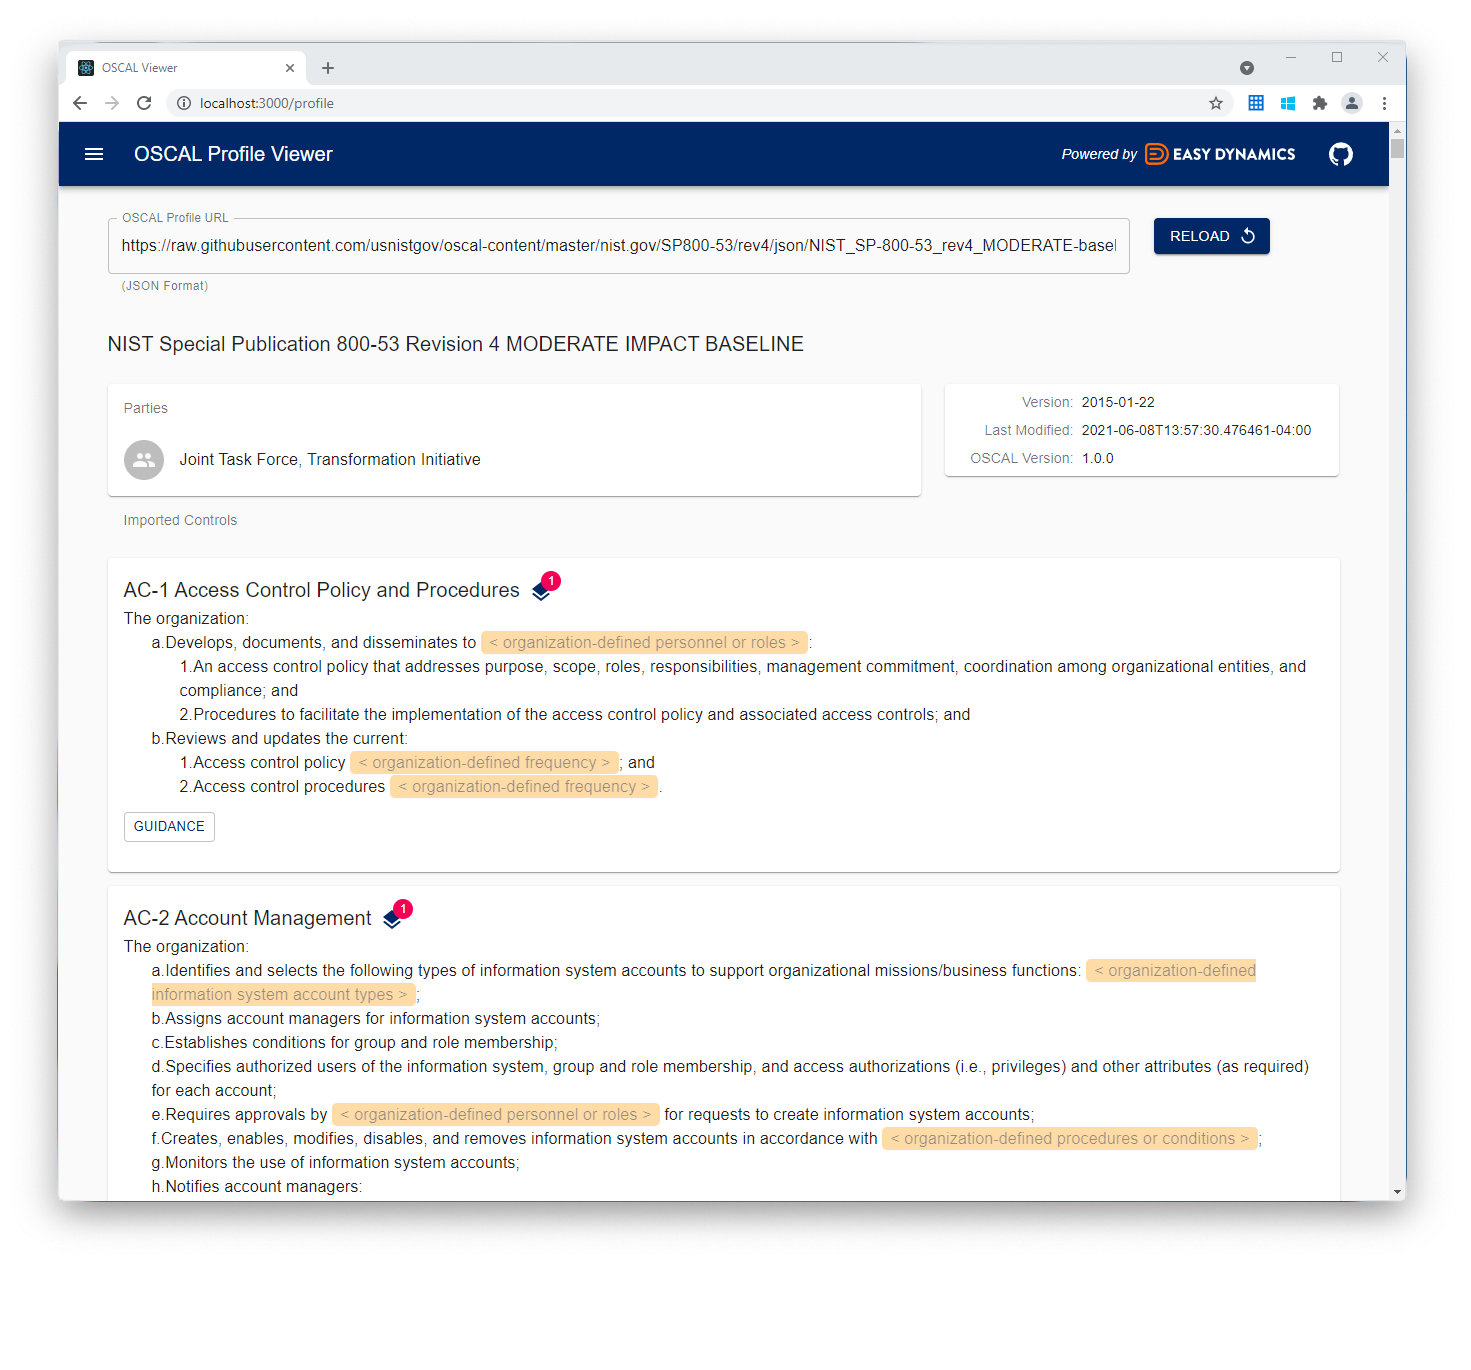 OSCAL Viewer
localhost:3000/profile
OSCAL Profile Viewer
Powered by EASY DYNAMICS
OSCAL Profile URL
https://raw.githubusercontent.com/usnistgov/oscal-content/master/nist.gov/SP800-53/rev4/json/NIST_SP-800-53_rev4_MODERATE-basel
RELOAD
(JSON Format)
NIST Special Publication 800-53 Revision 4 MODERATE IMPACT BASELINE
Parties
Joint Task Force, Transformation Initiative
Version: 2015-01-22
Last Modified: 2021-06-08T13:57:30.476461-04:00
OSCAL Version: 1.0.0
Imported Controls
AC-1 Access Control Policy and Procedures 1
The organization:
a.Develops, documents, and disseminates to < organization-defined personnel or roles >:
1.An access control policy that addresses purpose, scope, roles, responsibilities, management commitment, coordination among organizational entities, and
compliance; and
2.Procedures to facilitate the implementation of the access control policy and associated access controls; and
b.Reviews and updates the current:
1.Access control policy < organization-defined frequency >; and
2.Access control procedures < organization-defined frequency >.
GUIDANCE
AC-2 Account Management 1
The organization:
a.Identifies and selects the following types of information system accounts to support organizational missions/business functions: < organization-defined
information system account types >;
b.Assigns account managers for information system accounts;
c.Establishes conditions for group and role membership;
d.Specifies authorized users of the information system, group and role membership, and access authorizations (i.e., privileges) and other attributes (as required)
for each account;
e.Requires approvals by < organization-defined personnel or roles > for requests to create information system accounts;
f.Creates, enables, modifies, disables, and removes information system accounts in accordance with < organization-defined procedures or conditions >;
g.Monitors the use of information system accounts;
h.Notifies account managers: